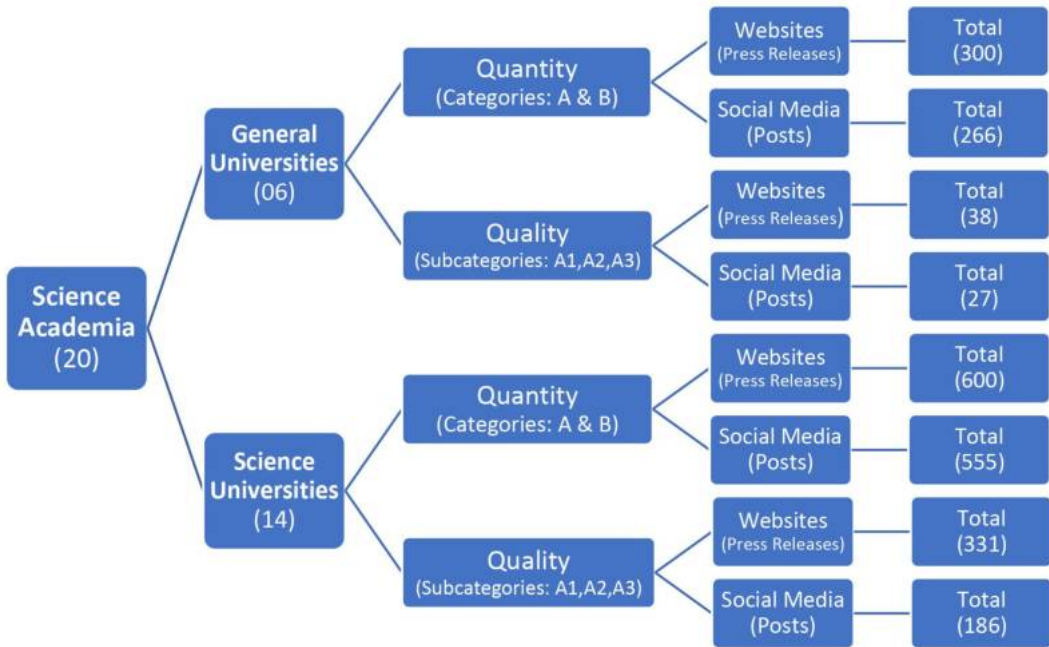 Science
Academia
(20)
General
Universities
(06)
Quantity
(Categories: A & B)
Websites
(Press Releases)
Total
(300)
Social Media
(Posts)
Total
(266)
Quality
(Subcategories: A1,A2,A3)
Websites
(Press Releases)
Total
(38)
Social Media
(Posts)
Total
(27)
Science
Universities
(14)
Quantity
(Categories: A & B)
Websites
(Press Releases)
Total
(600)
Social Media
(Posts)
Total
(555)
Quality
(Subcategories: A1,A2,A3)
Websites
(Press Releases)
Total
(331)
Social Media
(Posts)
Total
(186)